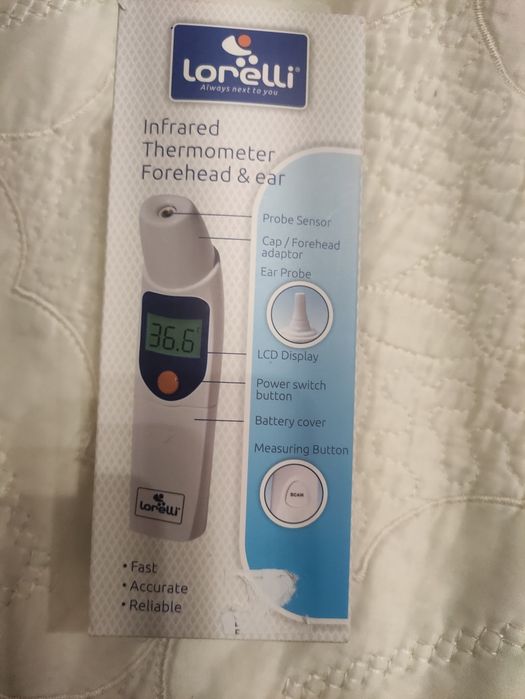 Lorelli®
Always next to you
Infrared
Thermometer
Forehead & ear
Probe Sensor
Cap / Forehead
adaptor
Ear Probe
36.6°
LCD Display
Power switch
button
Battery cover
Measuring Button
SCAN
Lorelli
• Fast
• Accurate
• Reliable